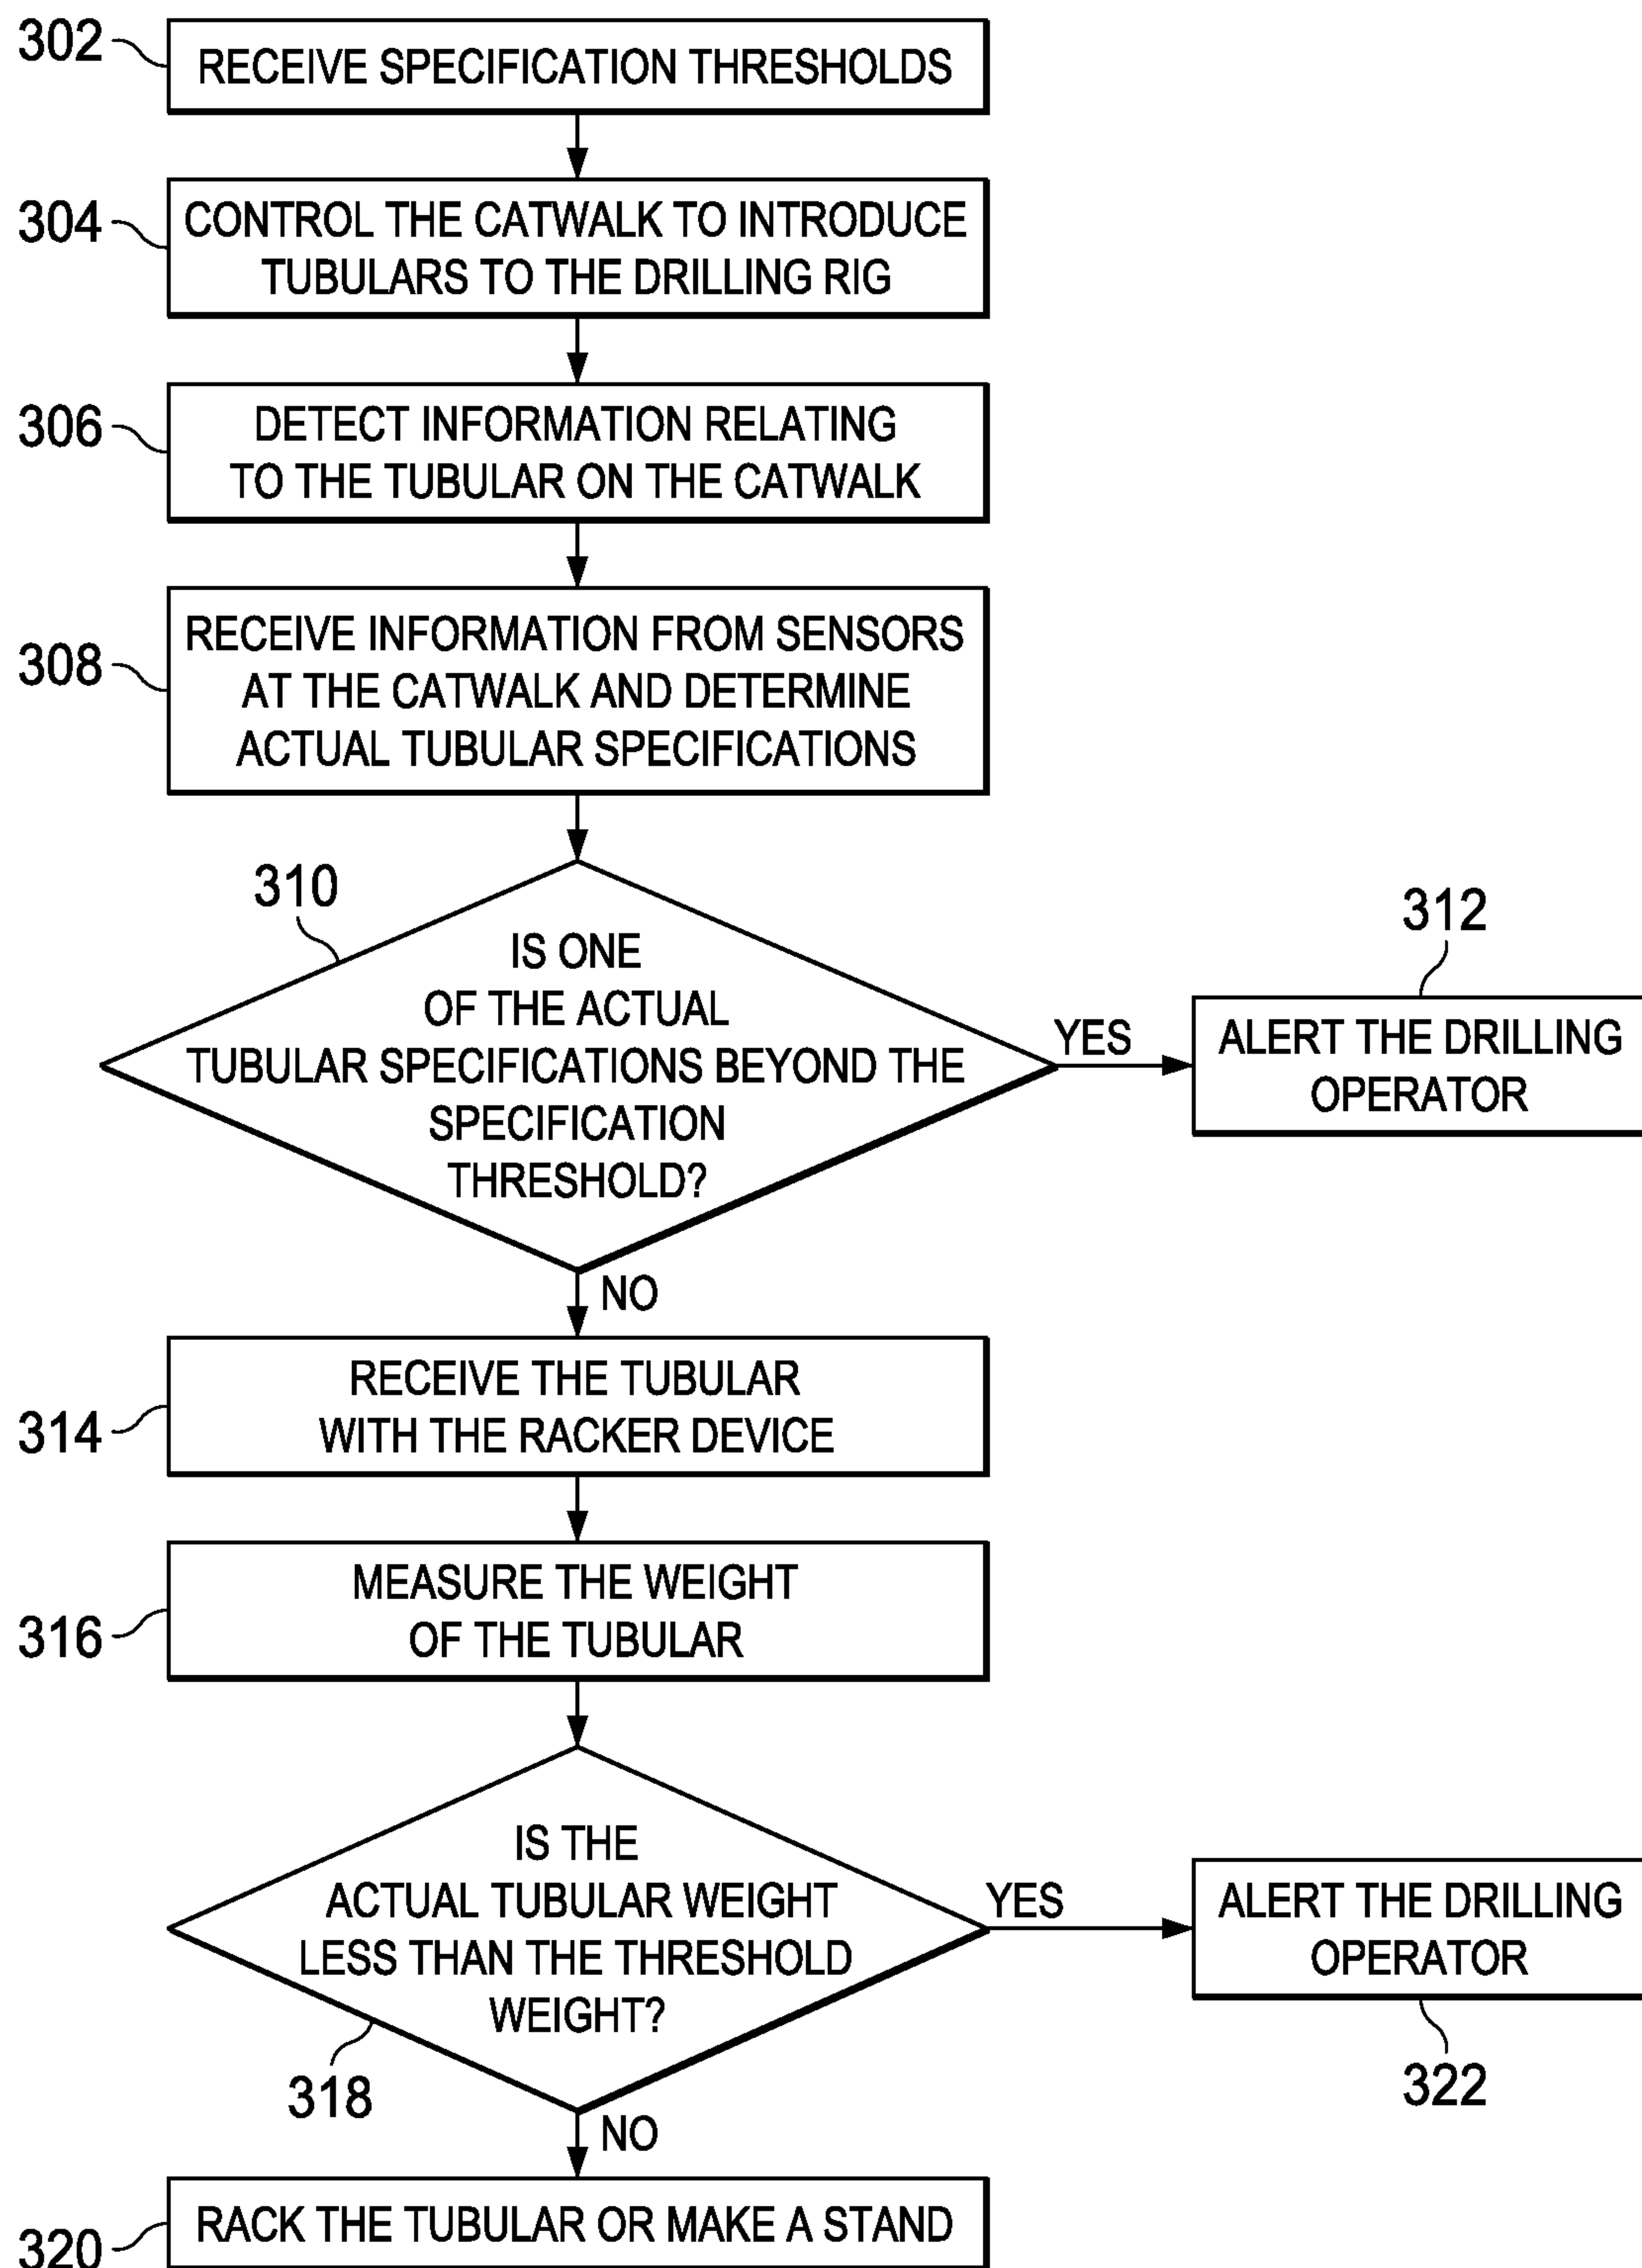 302
RECEIVE SPECIFICATION THRESHOLDS
304
CONTROL THE CATWALK TO INTRODUCE
TUBULARS TO THE DRILLING RIG
306
DETECT INFORMATION RELATING
TO THE TUBULAR ON THE CATWALK
308
RECEIVE INFORMATION FROM SENSORS
AT THE CATWALK AND DETERMINE
ACTUAL TUBULAR SPECIFICATIONS
310
IS ONE
OF THE ACTUAL
TUBULAR SPECIFICATIONS BEYOND THE
SPECIFICATION
THRESHOLD?
YES
312
ALERT THE DRILLING
OPERATOR
NO
314
RECEIVE THE TUBULAR
WITH THE RACKER DEVICE
316
MEASURE THE WEIGHT
OF THE TUBULAR
IS THE
ACTUAL TUBULAR WEIGHT
LESS THAN THE THRESHOLD
WEIGHT?
318
YES
ALERT THE DRILLING
OPERATOR
322
NO
320
RACK THE TUBULAR OR MAKE A STAND